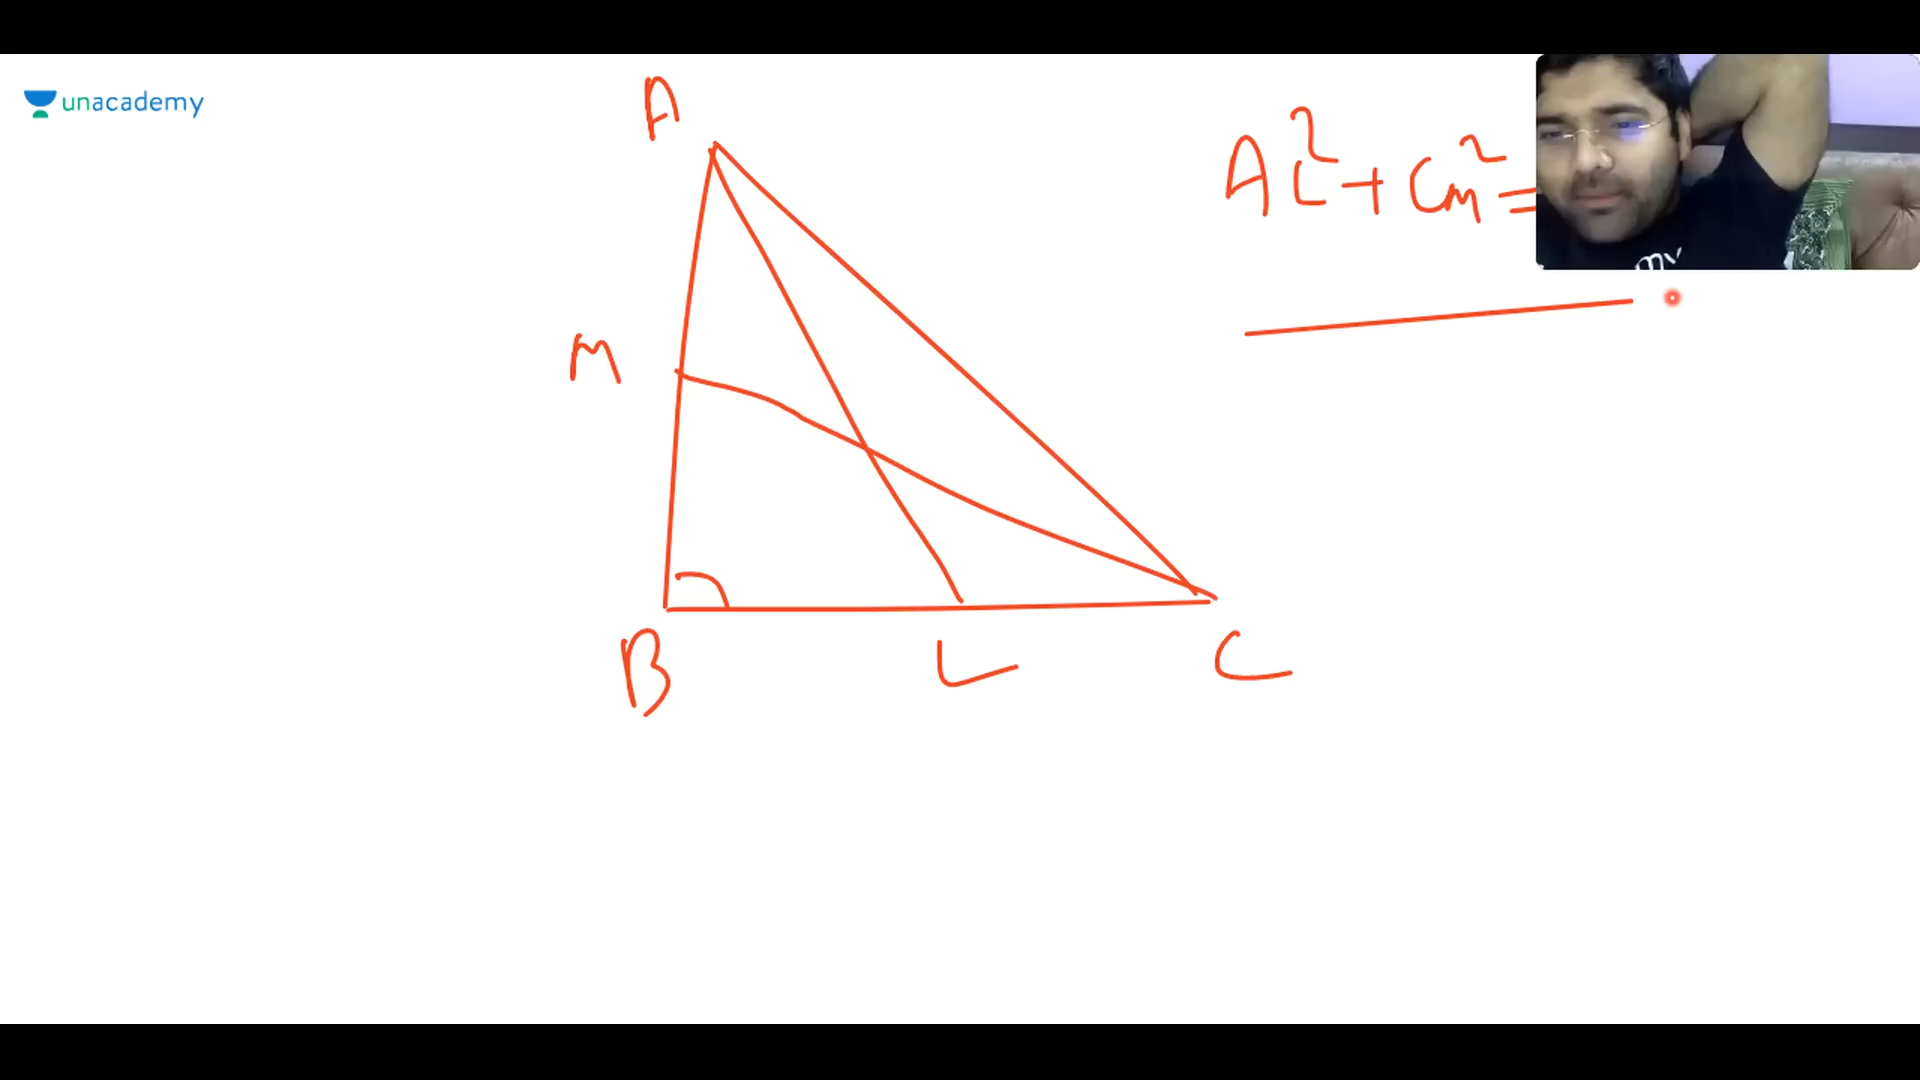 unacademy
A
AL² + Cm² =
M
B
L
C